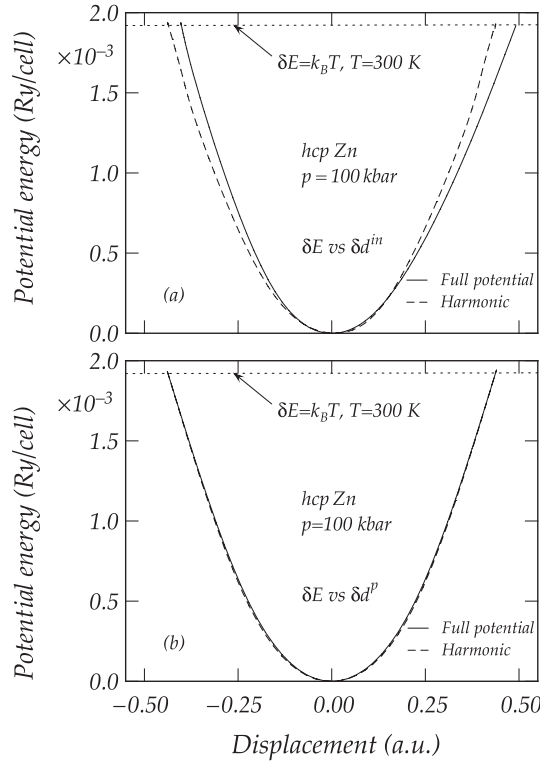 2.0
×10⁻³
δE=k_BT, T=300 K
1.5
hcp Zn
1.0
p = 100 kbar
Potential energy (Ry/cell)
0.5
δE vs δd^in
Full potential
(a)
Harmonic
0.0
2.0
×10⁻³
δE=k_BT, T=300 K
1.5
hcp Zn
1.0
p=100 kbar
Potential energy (Ry/cell)
0.5
δE vs δd^p
Full potential
(b)
Harmonic
0.0
−0.50 −0.25 0.00 0.25 0.50
Displacement (a.u.)